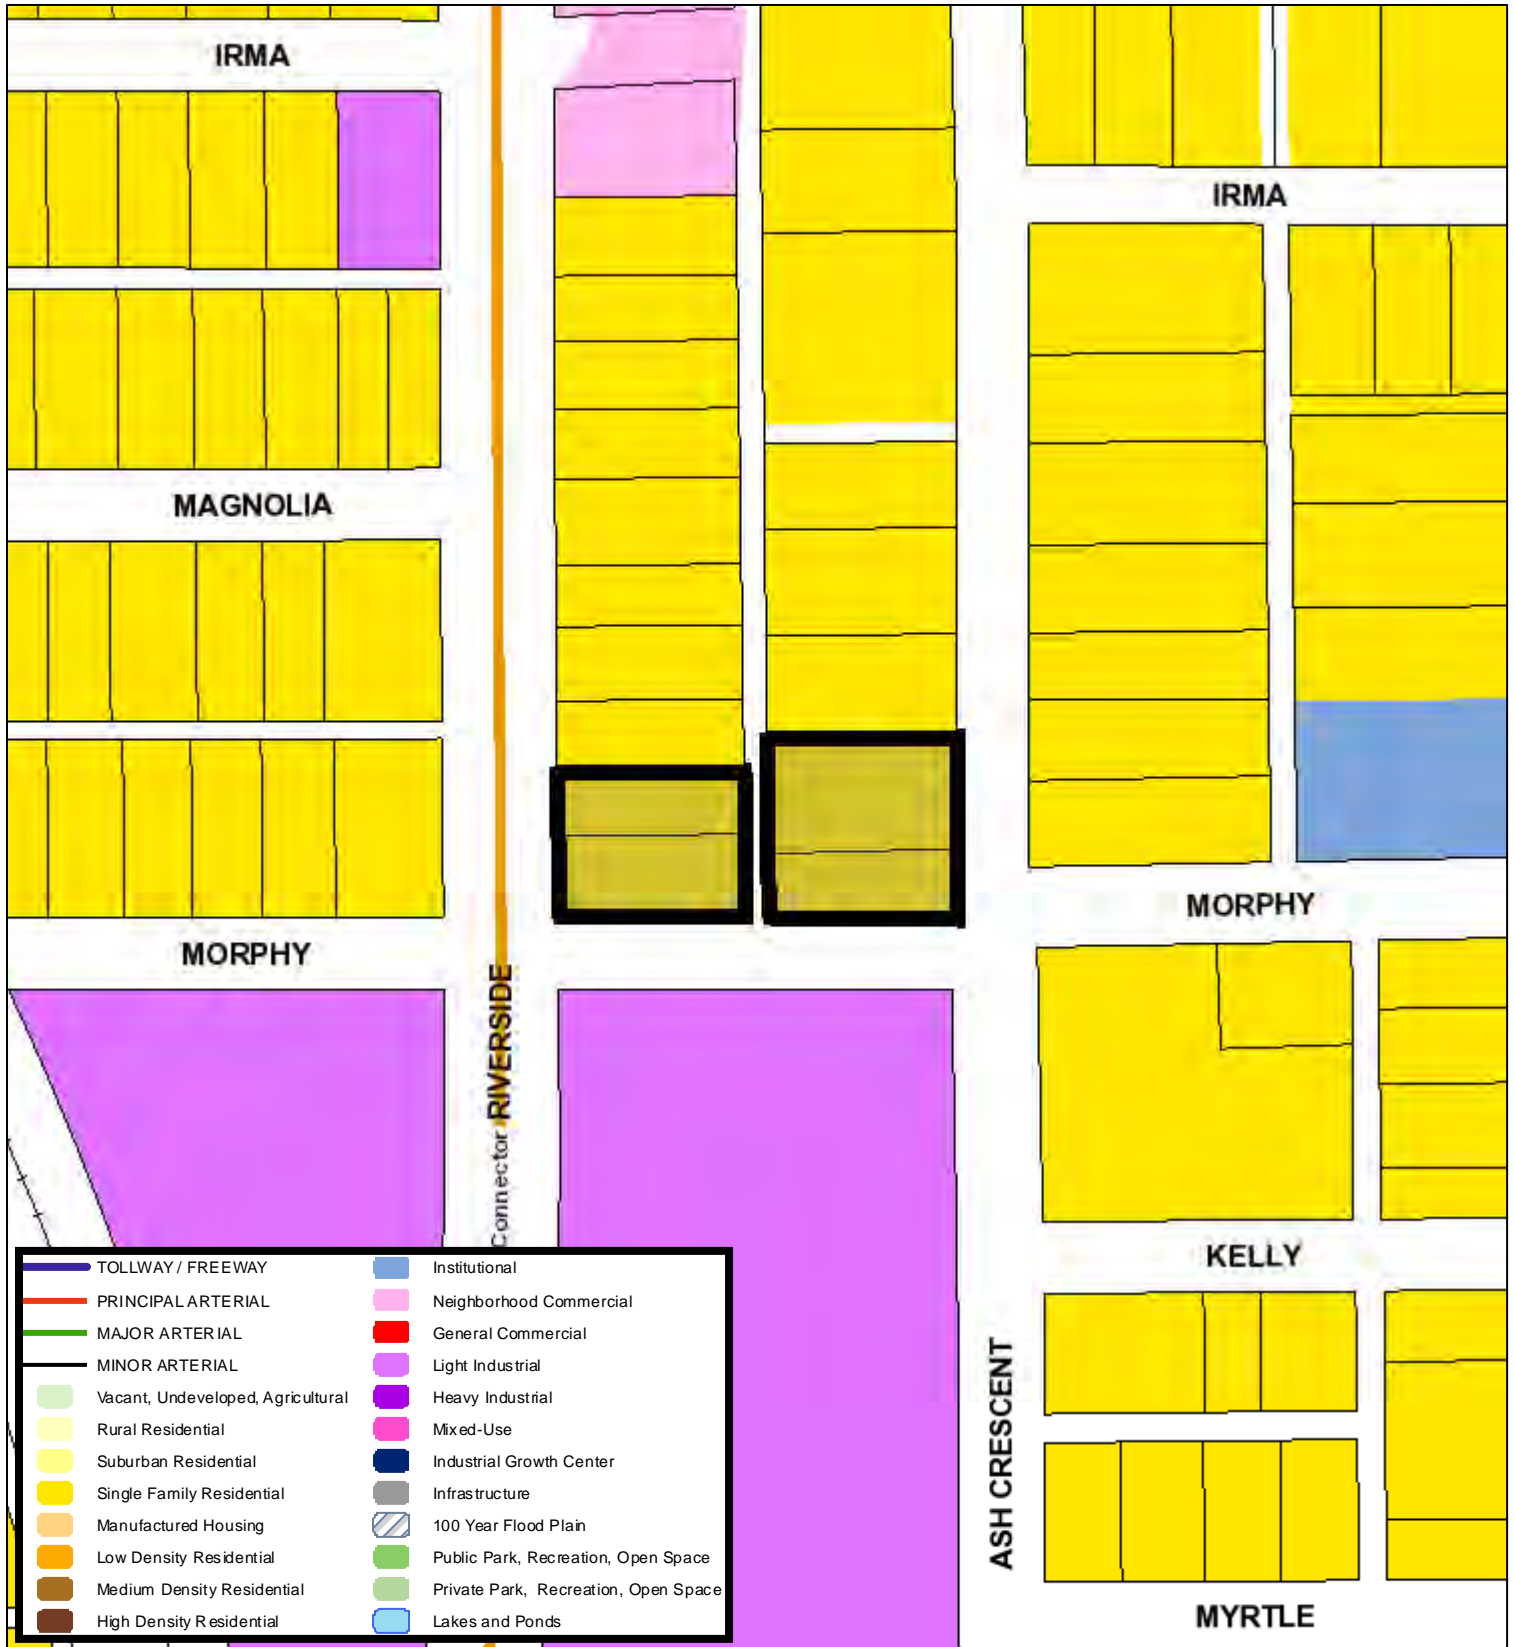 IRMA
IRMA
MAGNOLIA
MORPHY
MORPHY
RIVERSIDE
Connector
KELLY
ASH CRESCENT
MYRTLE
TOLLWAY / FREEWAY
PRINCIPAL ARTERIAL
MAJOR ARTERIAL
MINOR ARTERIAL
Vacant, Undeveloped, Agricultural
Rural Residential
Suburban Residential
Single Family Residential
Manufactured Housing
Low Density Residential
Medium Density Residential
High Density Residential
Institutional
Neighborhood Commercial
General Commercial
Light Industrial
Heavy Industrial
Mixed-Use
Industrial Growth Center
Infrastructure
100 Year Flood Plain
Public Park, Recreation, Open Space
Private Park, Recreation, Open Space
Lakes and Ponds